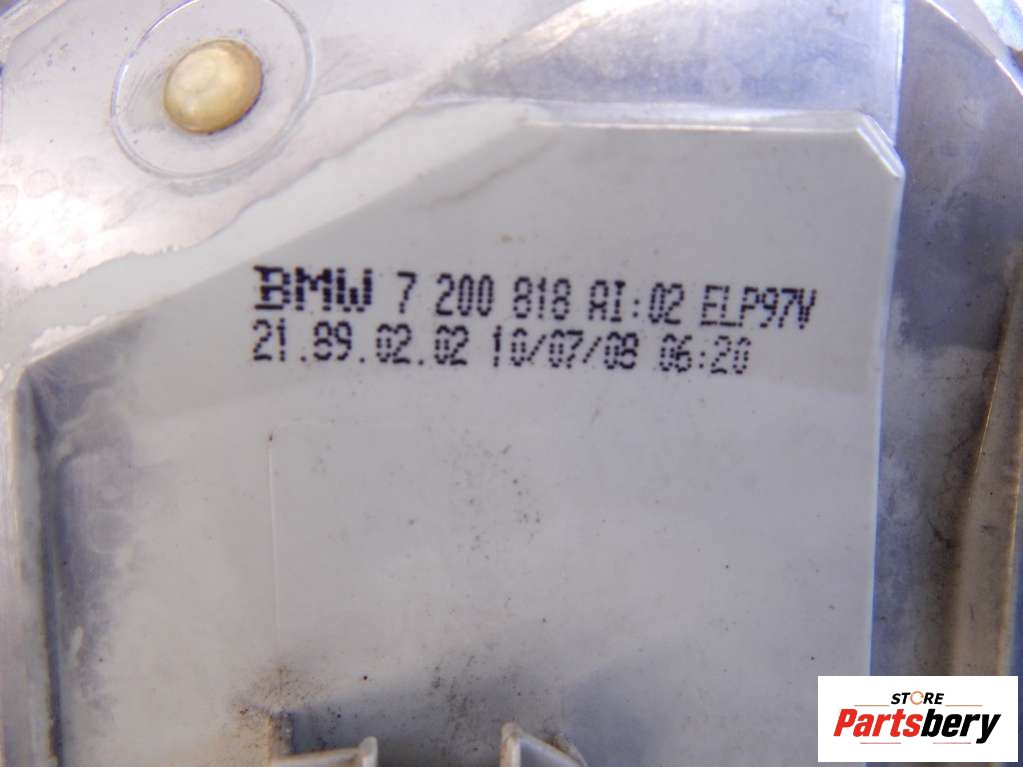 BMW 7 200 818 AI:02 ELP97V
21.89.02.02 10/07/08 06:20
STORE
Partsbery